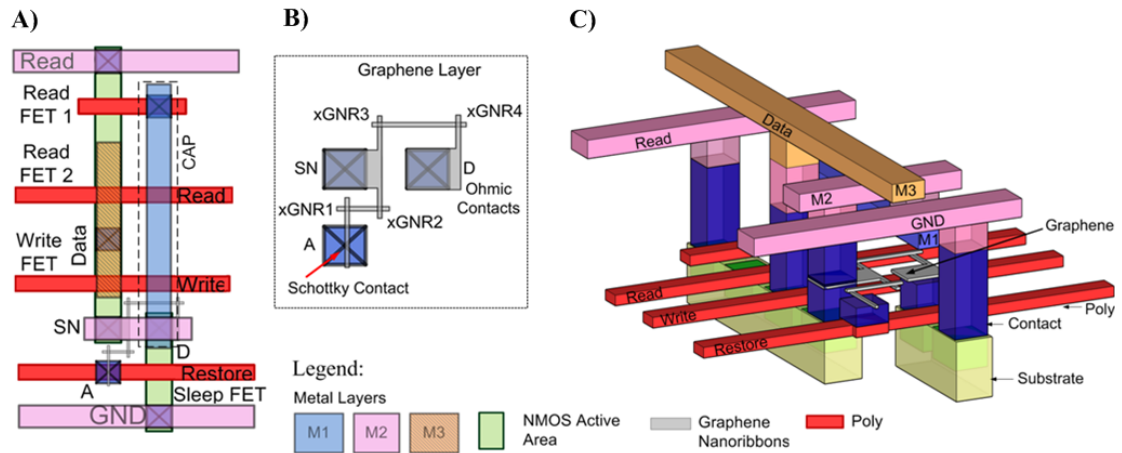 A)
Read
Read
FET 1
CAP
Read
FET 2
Read
Data
Write
FET
Write
SN
D
Restore
A
Sleep FET
GND
B)
Graphene Layer
xGNR3
xGNR4
SN
D
Ohmic
Contacts
xGNR1
xGNR2
A
Schottky Contact
C)
Data
Read
M3
M2
GND
M1
Graphene
Read
Write
Restore
Poly
Contact
Substrate
Legend:
Metal Layers
M1
M2
M3
NMOS Active
Area
Graphene
Nanoribbons
Poly